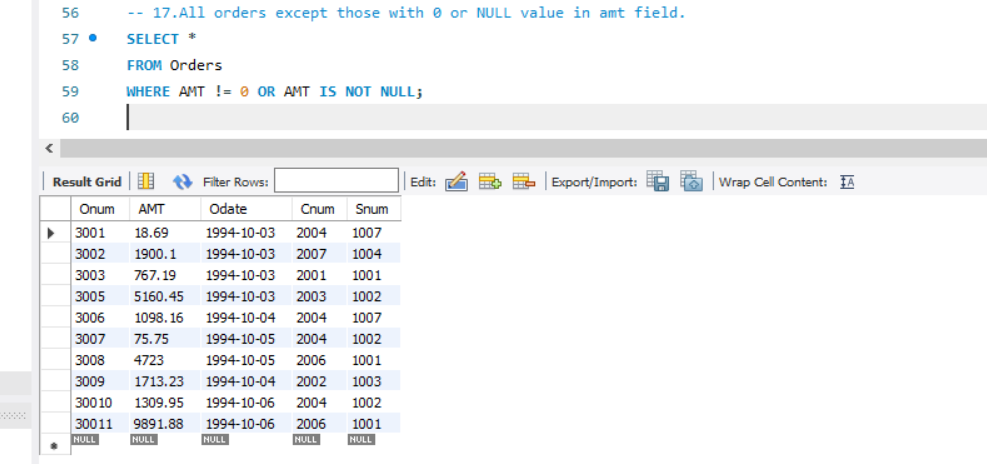 56 -- 17.All orders except those with 0 or NULL value in amt field.
57 SELECT *
58 FROM Orders
59 WHERE AMT != 0 OR AMT IS NOT NULL;
60
Result Grid Filter Rows: Edit: Export/Import: Wrap Cell Content: IA
Onum AMT Odate Cnum Snum
3001 18.69 1994-10-03 2004 1007
3002 1900.1 1994-10-03 2007 1004
3003 767.19 1994-10-03 2001 1001
3005 5160.45 1994-10-03 2003 1002
3006 1098.16 1994-10-04 2004 1007
3007 75.75 1994-10-05 2004 1002
3008 4723 1994-10-05 2006 1001
3009 1713.23 1994-10-04 2002 1003
30010 1309.95 1994-10-06 2004 1002
30011 9891.88 1994-10-06 2006 1001
NULL NULL NULL NULL NULL